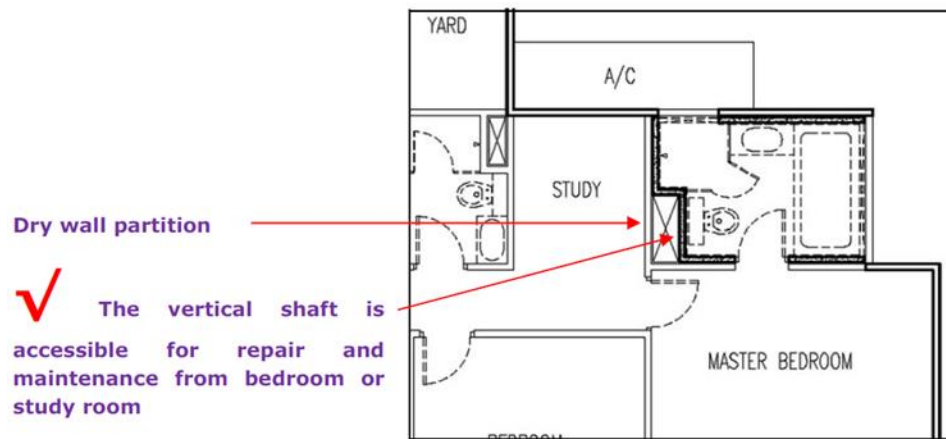 YARD
A/C
STUDY
Dry wall partition
√ The vertical shaft is
accessible for repair and
maintenance from bedroom or
study room
MASTER BEDROOM
BEDROOM